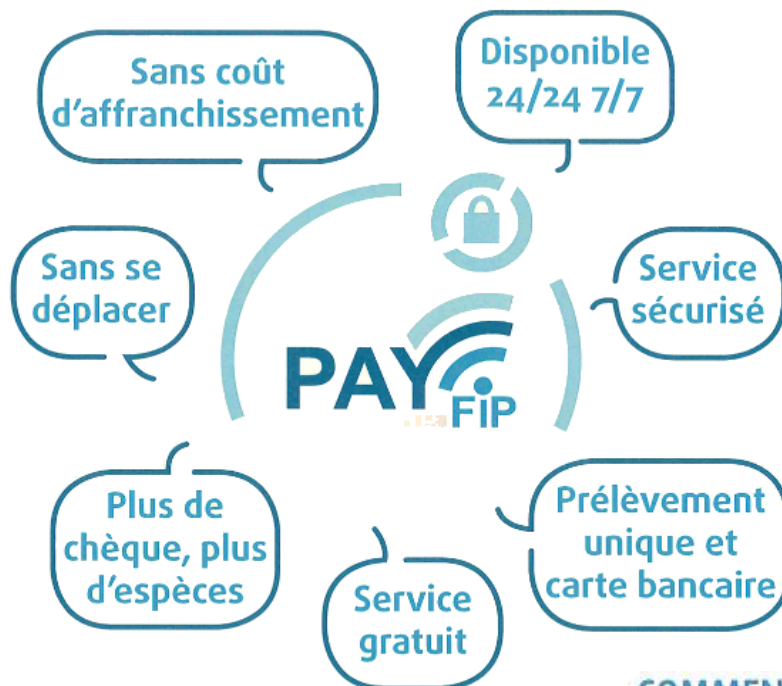 Sans coût
d'affranchissement
Disponible
24/24 7/7
Sans se
déplacer
Service
sécurisé
PAY
FiP
Plus de
chèque, plus
d'espèces
Service
gratuit
Prélèvement
unique et
carte bancaire